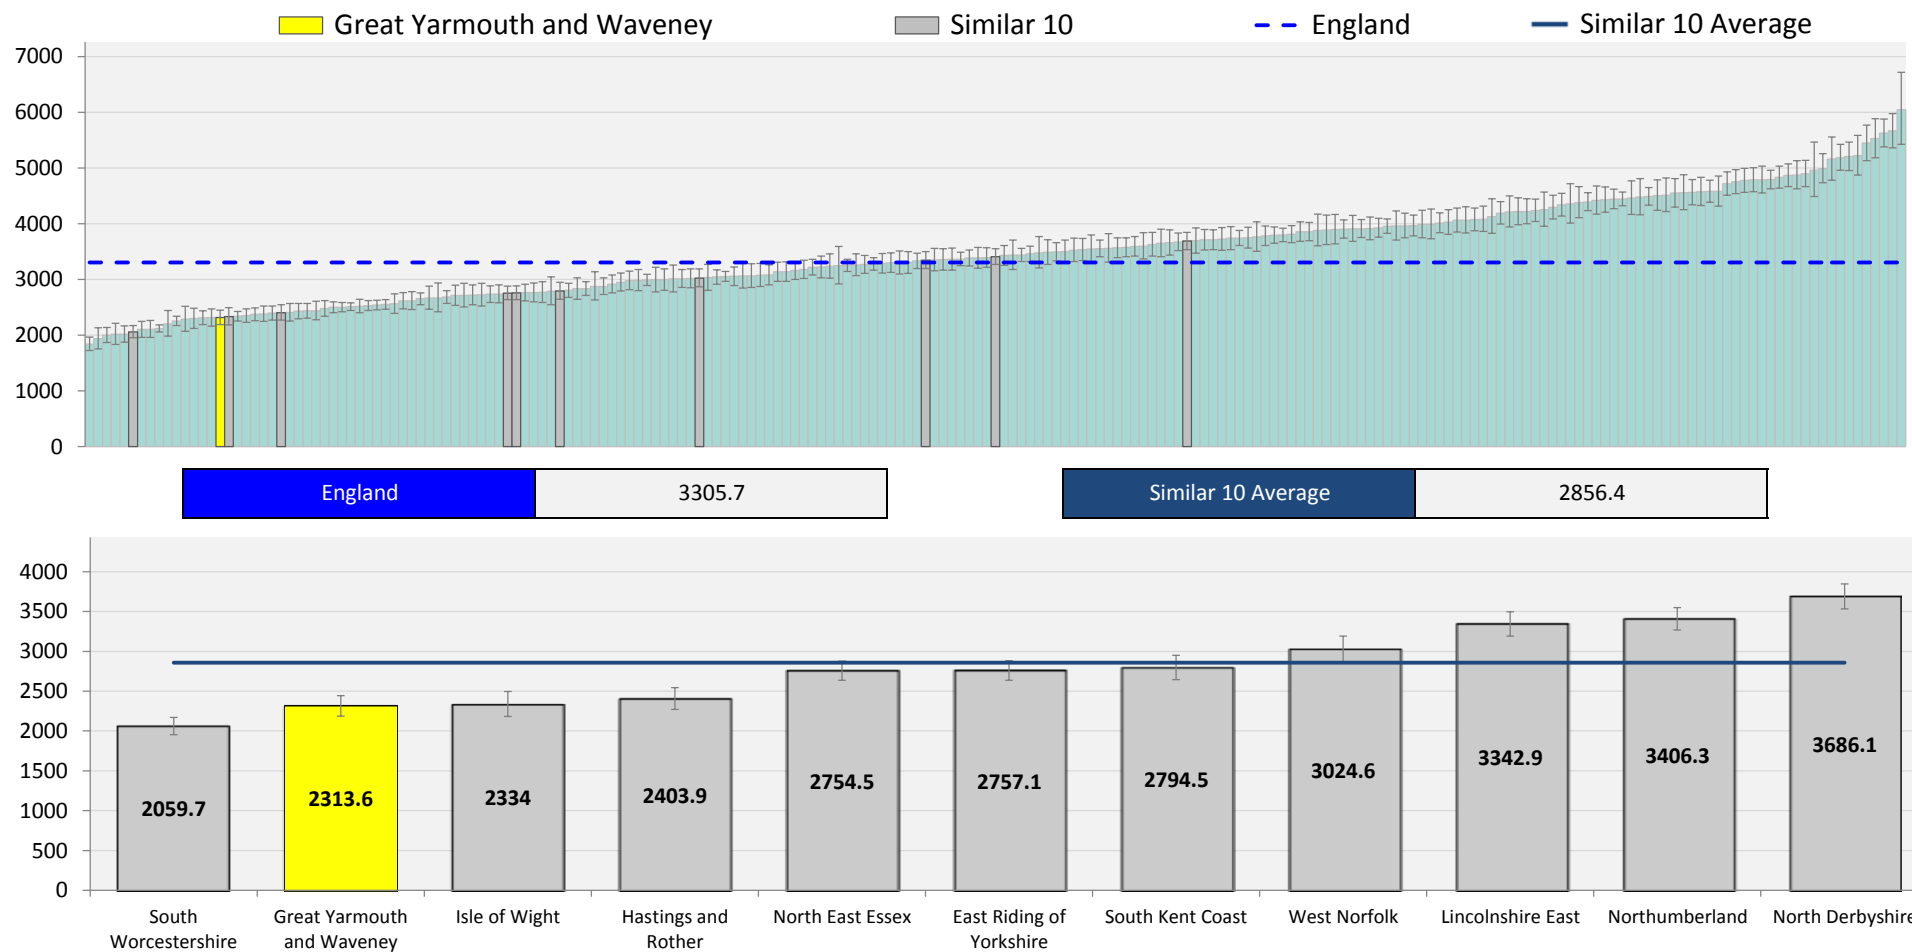 Great Yarmouth and Waveney Similar 10 England Similar 10 Average
7000
6000
5000
4000
3000
2000
1000
0
England 3305.7 Similar 10 Average 2856.4
4000
3500
3000
2500
2000
1500
1000
500
0
2059.7 2313.6 2334 2403.9 2754.5 2757.1 2794.5 3024.6 3342.9 3406.3 3686.1
South
Worcestershire
Great Yarmouth
and Waveney
Isle of Wight
Hastings and
Rother
North East Essex
East Riding of
Yorkshire
South Kent Coast
West Norfolk
Lincolnshire East
Northumberland
North Derbyshire